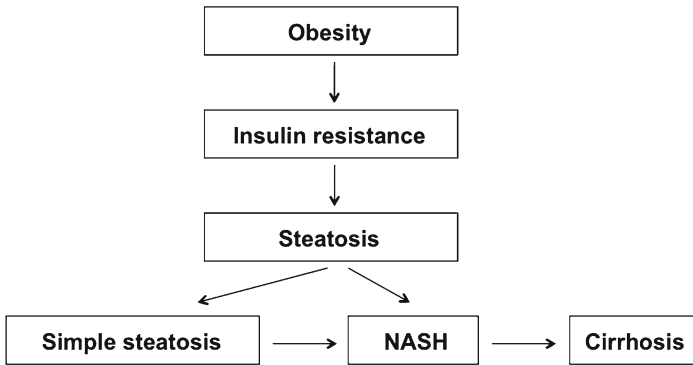 Obesity
Insulin resistance
Steatosis
Simple steatosis
NASH
Cirrhosis